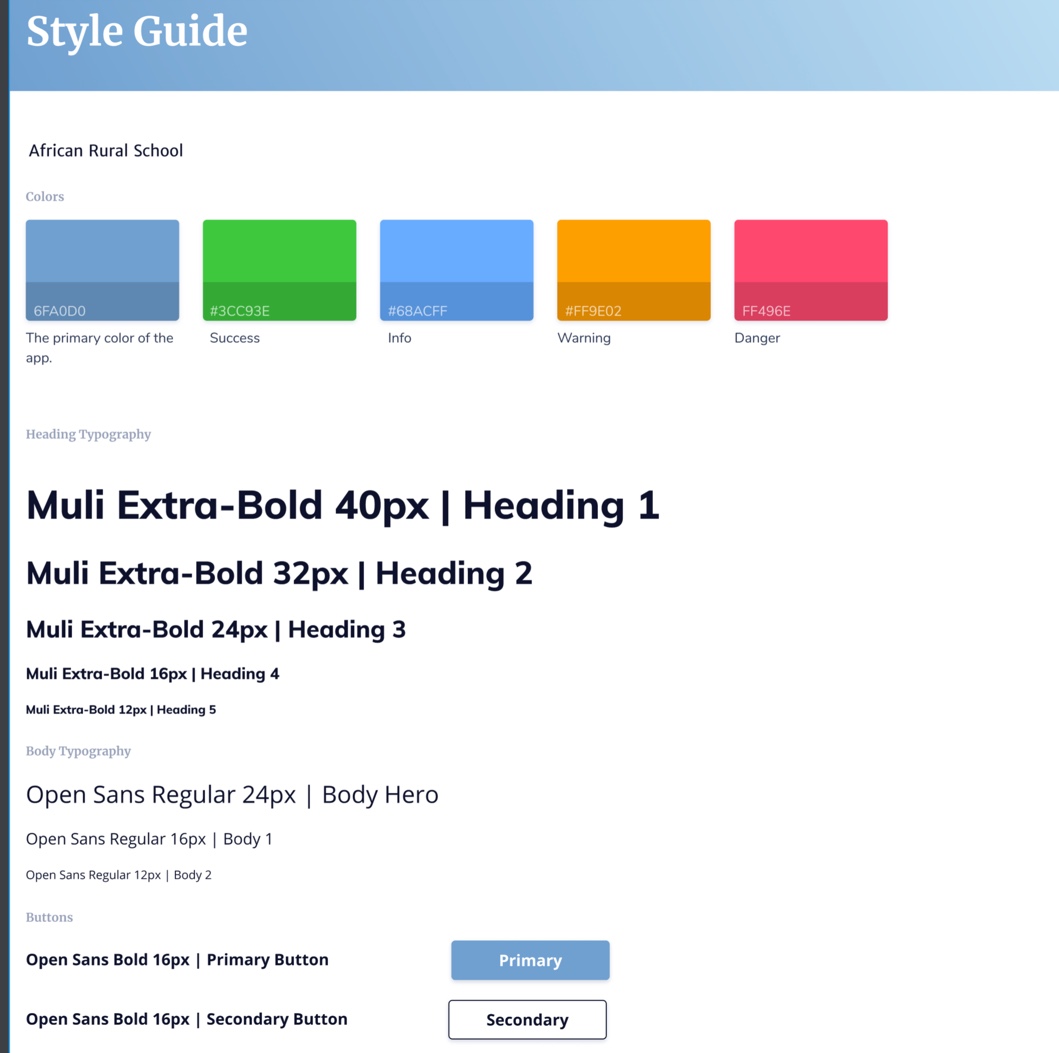 Style Guide
African Rural School
Colors
6FA0D0
#3CC93E
#68ACFF
#FF9E02
FF496E
The primary color of the
app.
Success
Info
Warning
Danger
Heading Typography
Muli Extra-Bold 40px | Heading 1
Muli Extra-Bold 32px | Heading 2
Muli Extra-Bold 24px | Heading 3
Muli Extra-Bold 16px | Heading 4
Muli Extra-Bold 12px | Heading 5
Body Typography
Open Sans Regular 24px | Body Hero
Open Sans Regular 16px | Body 1
Open Sans Regular 12px | Body 2
Buttons
Open Sans Bold 16px | Primary Button
Primary
Open Sans Bold 16px | Secondary Button
Secondary